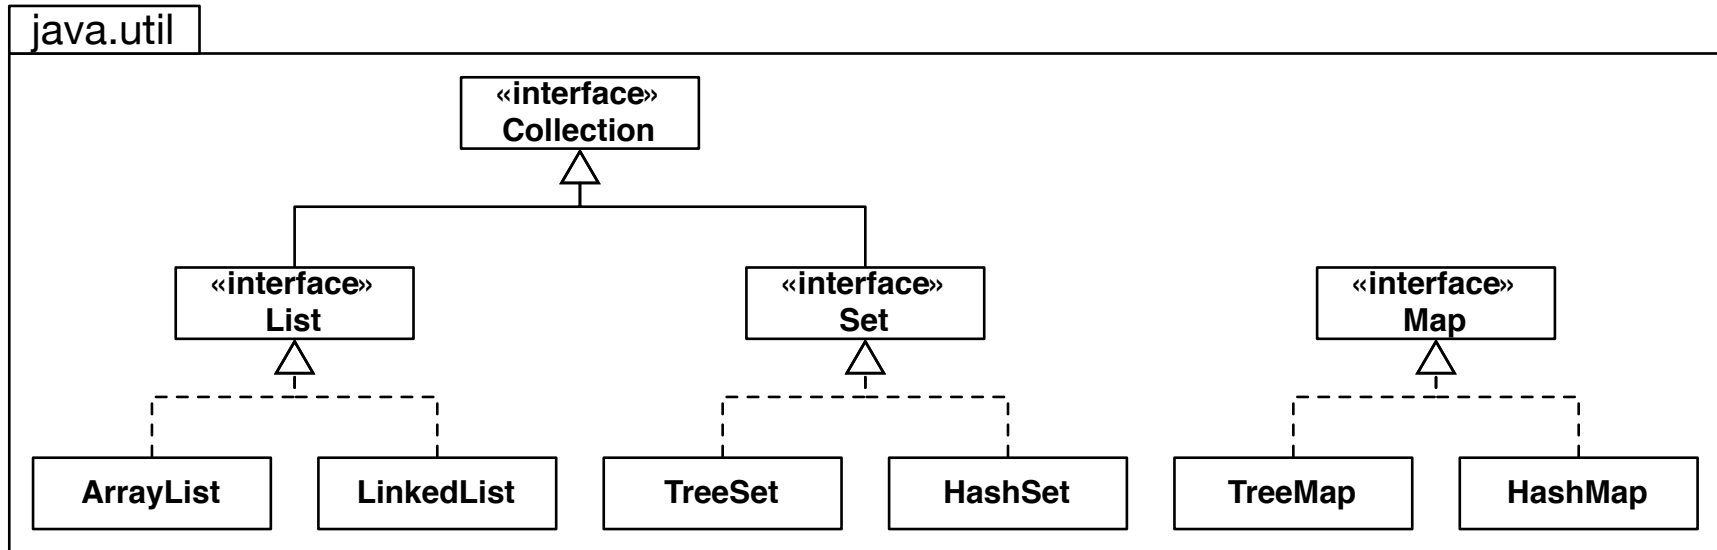 java.util
«interface»
Collection
«interface»
List
«interface»
Set
«interface»
Map
ArrayList
LinkedList
TreeSet
HashSet
TreeMap
HashMap